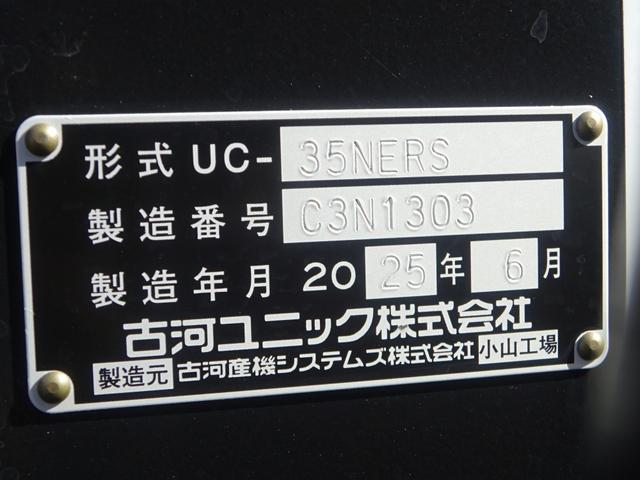 形式 UC- 35NERS
製造番号 C3N1303
製造年月 2025年6月
古河ユニック株式会社
製造元 古河産機システムズ株式会社 小山工場